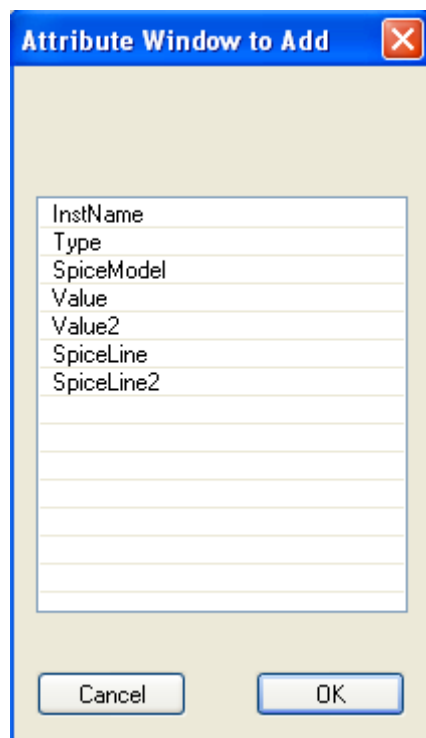 Attribute Window to Add
InstName
Type
SpiceModel
Value
Value2
SpiceLine
SpiceLine2
Cancel OK